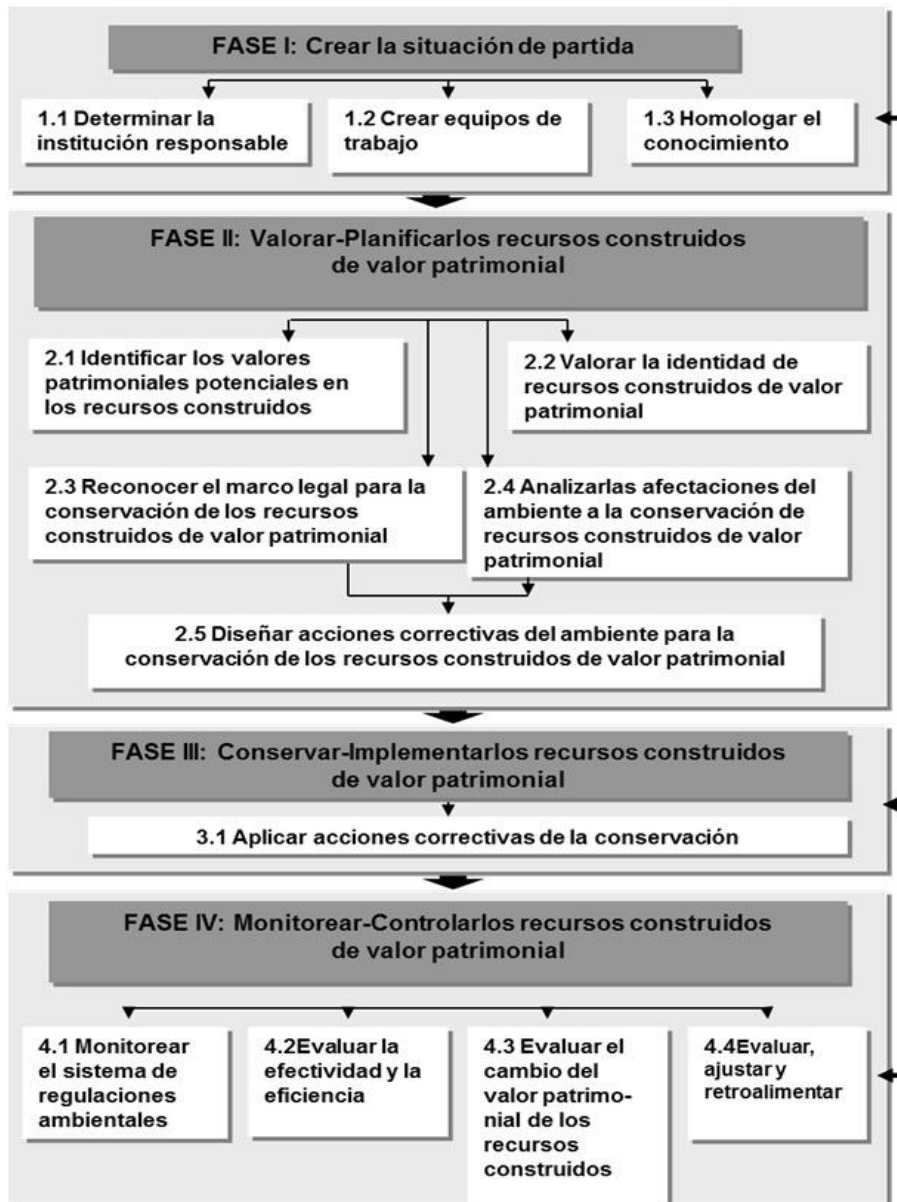 FASE I: Crear la situación de partida
1.1 Determinar la
institución responsable
1.2 Crear equipos de
trabajo
1.3 Homologar el
conocimiento
FASE II: Valorar-Planificarlos recursos construidos
de valor patrimonial
2.1 Identificar los valores
patrimoniales potenciales en
los recursos construidos
2.2 Valorar la identidad de
recursos construidos de valor
patrimonial
2.3 Reconocer el marco legal para la
conservación de los recursos
construidos de valor patrimonial
2.4 Analizarlas afectaciones del
ambiente a la conservación de
recursos construidos de valor
patrimonial
2.5 Diseñar acciones correctivas del ambiente para la
conservación de los recursos construidos de valor patrimonial
FASE III: Conservar-Implementarlos recursos construidos
de valor patrimonial
3.1 Aplicar acciones correctivas de la conservación
FASE IV: Monitorear-Controlarlos recursos construidos
de valor patrimonial
4.1 Monitorear
el sistema de
regulaciones
ambientales
4.2Evaluar la
efectividad y la
eficiencia
4.3 Evaluar el
cambio del
valor patrimo-
nial de los
recursos
construidos
4.4Evaluar,
ajustar y
retroalimentar